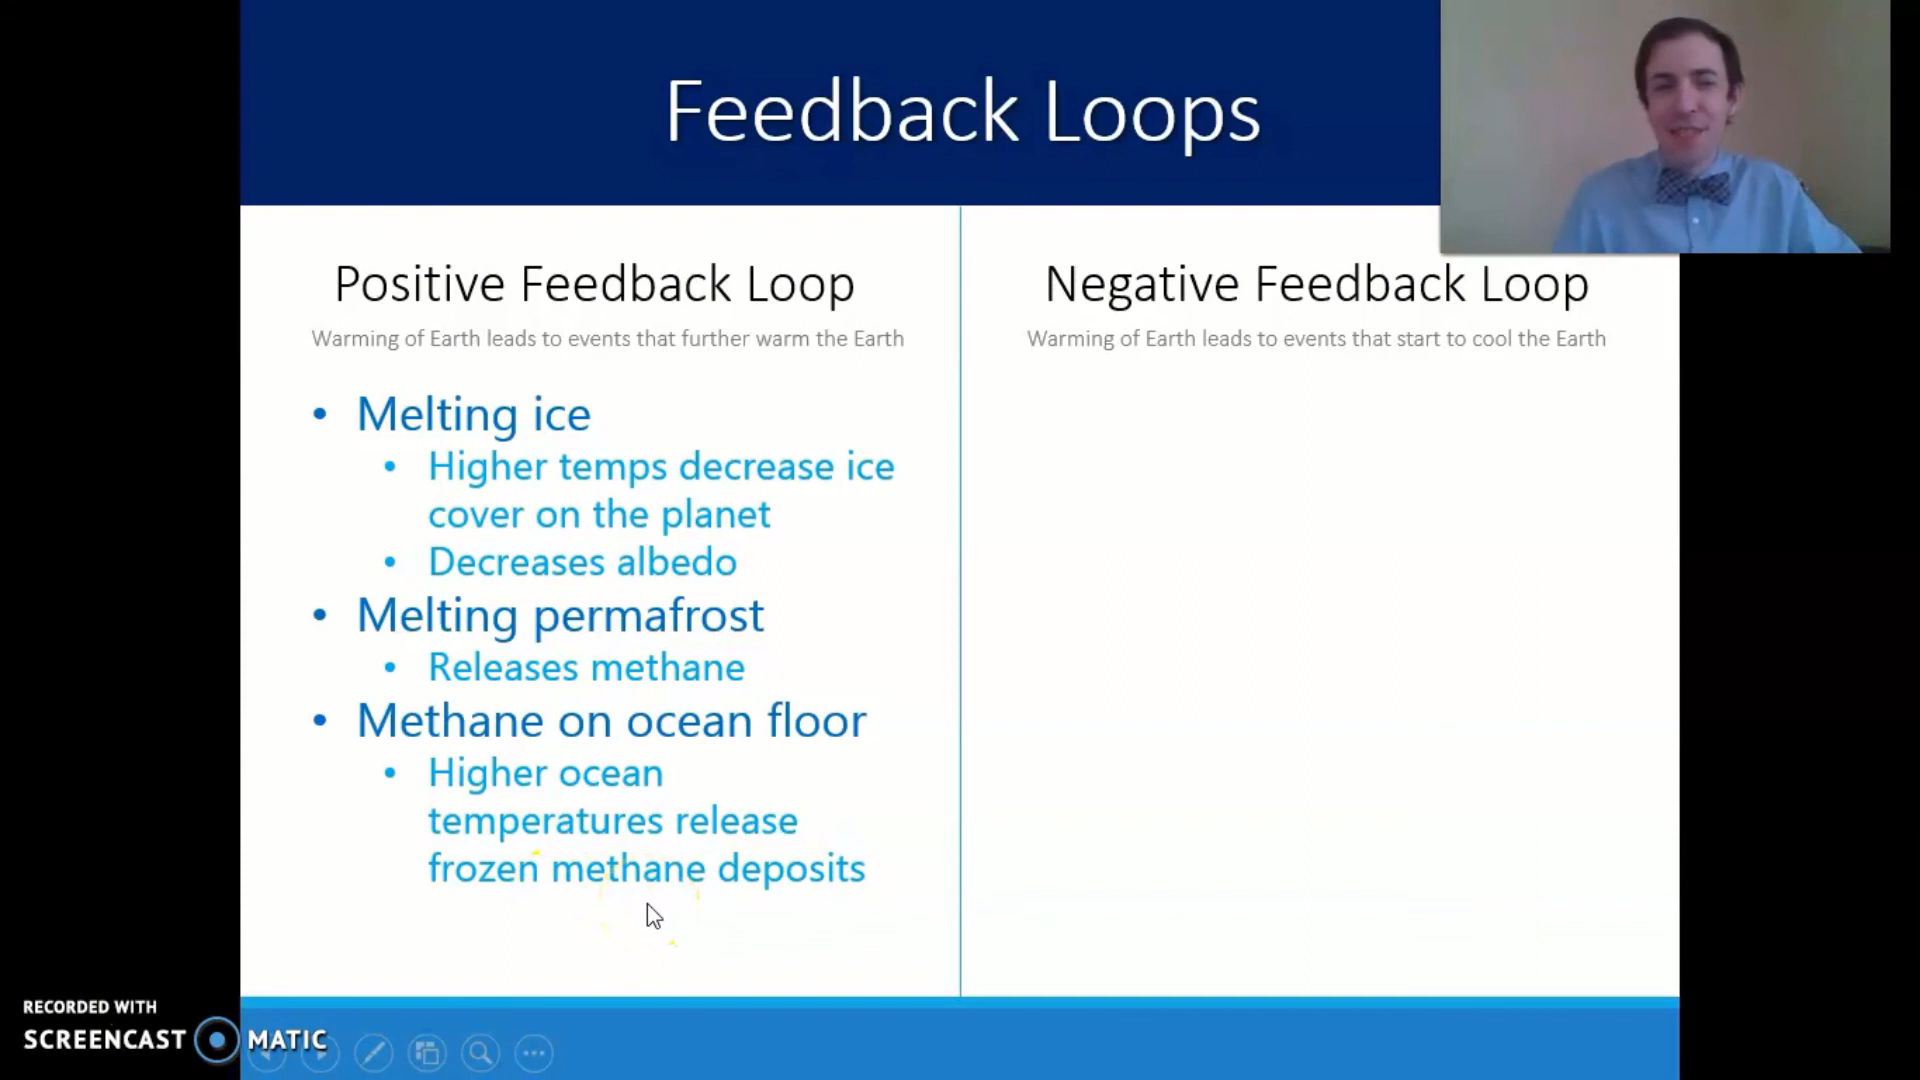 Feedback Loops
Positive Feedback Loop
Warming of Earth leads to events that further warm the Earth
• Melting ice
• Higher temps decrease ice
cover on the planet
• Decreases albedo
• Melting permafrost
• Releases methane
• Methane on ocean floor
• Higher ocean
temperatures release
frozen methane deposits
Negative Feedback Loop
Warming of Earth leads to events that start to cool the Earth
RECORDED WITH
SCREENCAST MATIC